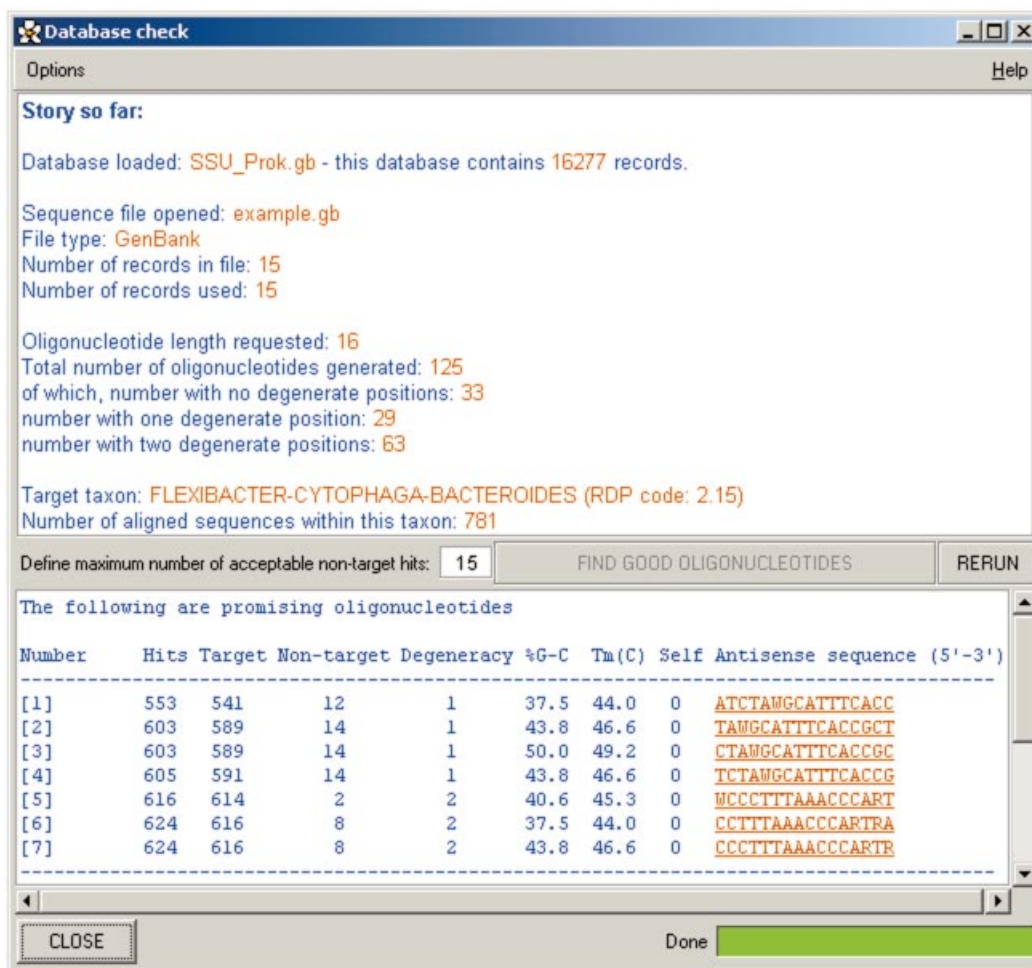 Database check
Options Help
Story so far:
Database loaded: SSU_Prok.gb - this database contains 16277 records.
Sequence file opened: example.gb
File type: GenBank
Number of records in file: 15
Number of records used: 15
Oligonucleotide length requested: 16
Total number of oligonucleotides generated: 125
of which, number with no degenerate positions: 33
number with one degenerate position: 29
number with two degenerate positions: 63
Target taxon: FLEXIBACTER-CYTOPHAGA-BACTEROIDES (RDP code: 2.15)
Number of aligned sequences within this taxon: 781
Define maximum number of acceptable non-target hits: 15 FIND GOOD OLIGONUCLEOTIDES RERUN
The following are promising oligonucleotides
Number Hits Target Non-target Degeneracy %G-C Tm(C) Self Antisense sequence (5'-3')
[1] 553 541 12 1 37.5 44.0 0 ATCTAWGCATTTCACC
[2] 603 589 14 1 43.8 46.6 0 TAWGCATTTCACCGCT
[3] 603 589 14 1 50.0 49.2 0 CTAWGCATTTCACCGC
[4] 605 591 14 1 43.8 46.6 0 TCTAWGCATTTCACCG
[5] 616 614 2 2 40.6 45.3 0 WCCCTTTAAACCCART
[6] 624 616 8 2 37.5 44.0 0 CCTTTAAACCCARTRA
[7] 624 616 8 2 43.8 46.6 0 CCCTTTAAACCCARTR
CLOSE Done